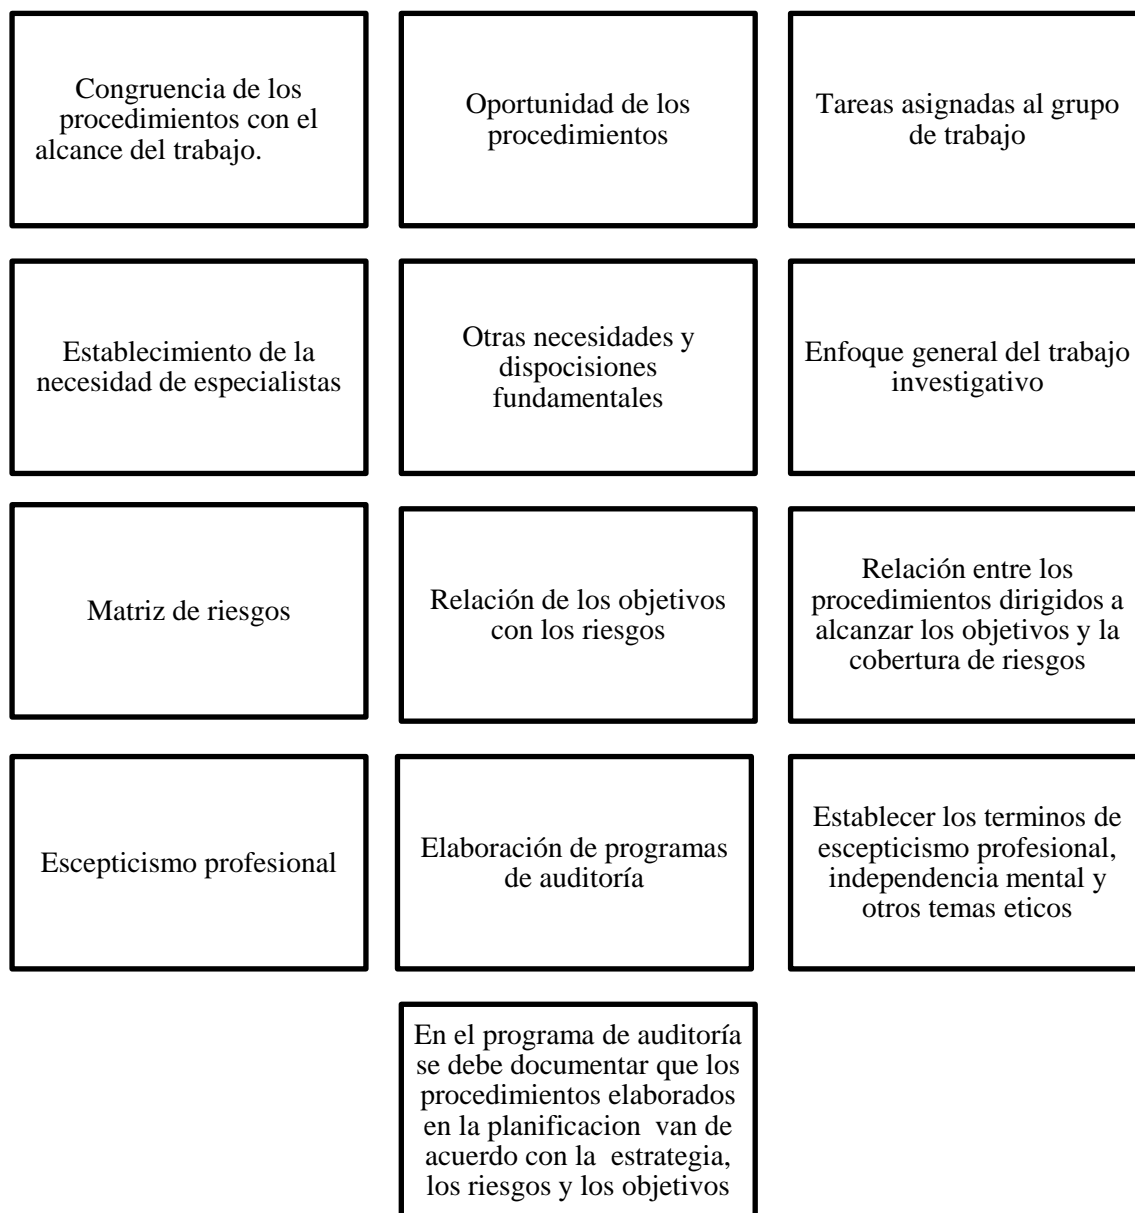 Congruencia de los
procedimientos con el
alcance del trabajo.
Oportunidad de los
procedimientos
Tareas asignadas al grupo
de trabajo
Establecimiento de la
necesidad de especialistas
Otras necesidades y
dispocisiones
fundamentales
Enfoque general del trabajo
investigativo
Matriz de riesgos
Relación de los objetivos
con los riesgos
Relación entre los
procedimientos dirigidos a
alcanzar los objetivos y la
cobertura de riesgos
Escepticismo profesional
Elaboración de programas
de auditoría
Establecer los terminos de
escepticismo profesional,
independencia mental y
otros temas eticos
En el programa de auditoría
se debe documentar que los
procedimientos elaborados
en la planificacion van de
acuerdo con la estrategia,
los riesgos y los objetivos